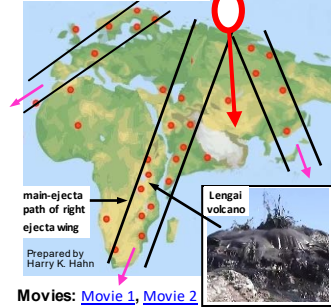 Lengai
volcano
main-ejecta
path of right
ejecta wing
Prepared by
Harry K. Hahn
Movies: Movie 1, Movie 2